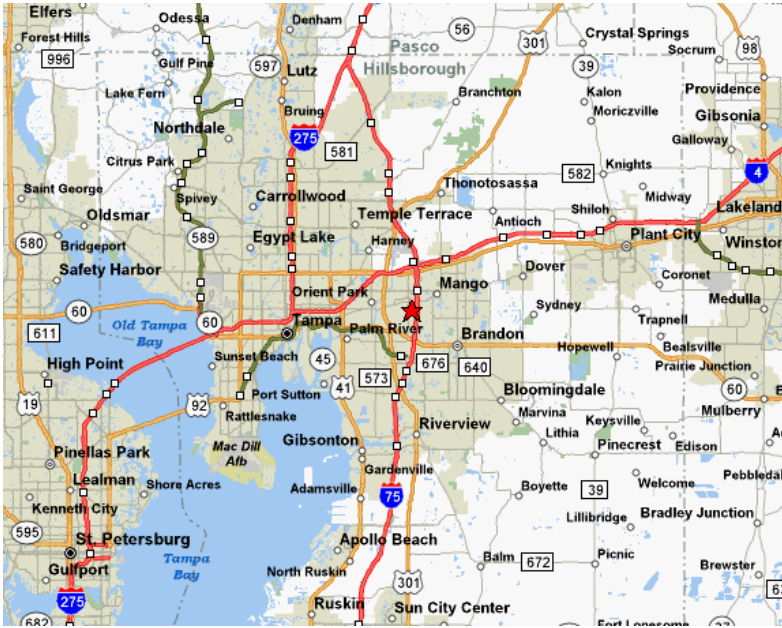 Elfers
Odessa
Denham
56
Crystal Springs
Forest Hills
301
Socrum
98
996
Gulf Pine
597
Pasco
Hillsborough
39
Lutz
Providence
Lake Fern
Branchton
Kalon
Bruing
Moriczville
Gibsonia
Northdale
275
581
Galloway
Citrus Park
Knights
582
4
Saint George
Spivey
Carrollwood
Thonotosassa
Midway
Lakeland
Oldsmar
Temple Terrace
Antioch
Shiloh
580
Bridgeport
589
Egypt Lake
Harney
Plant City
Winston
Safety Harbor
Mango
Dover
Coronet
Orient Park
Medulla
60
60
Old Tampa
Bay
Tampa
Palm River
Sydney
Trapnell
611
Brandon
Bealsville
High Point
Sunset Beach
45
676
640
Hopewell
Prairie Junction
19
92
Port Sutton
41
573
Bloomingdale
60
Rattlesnake
Marvina
Keysville
Mulberry
Mac Dill
Afb
Gibsonton
Riverview
Lithia
Pinecrest
Edison
Pinellas Park
Gardenville
Lealman
Shore Acres
Adamsville
75
Boyette
39
Welcome
Pebbledal
Kenneth City
Lillibridge
Bradley Junction
595
St. Petersburg
Apollo Beach
Tampa
Bay
Balm
672
Picnic
Brewster
Gulfport
North Ruskin
301
275
Ruskin
Sun City Center
682
Fort Lonesome
37